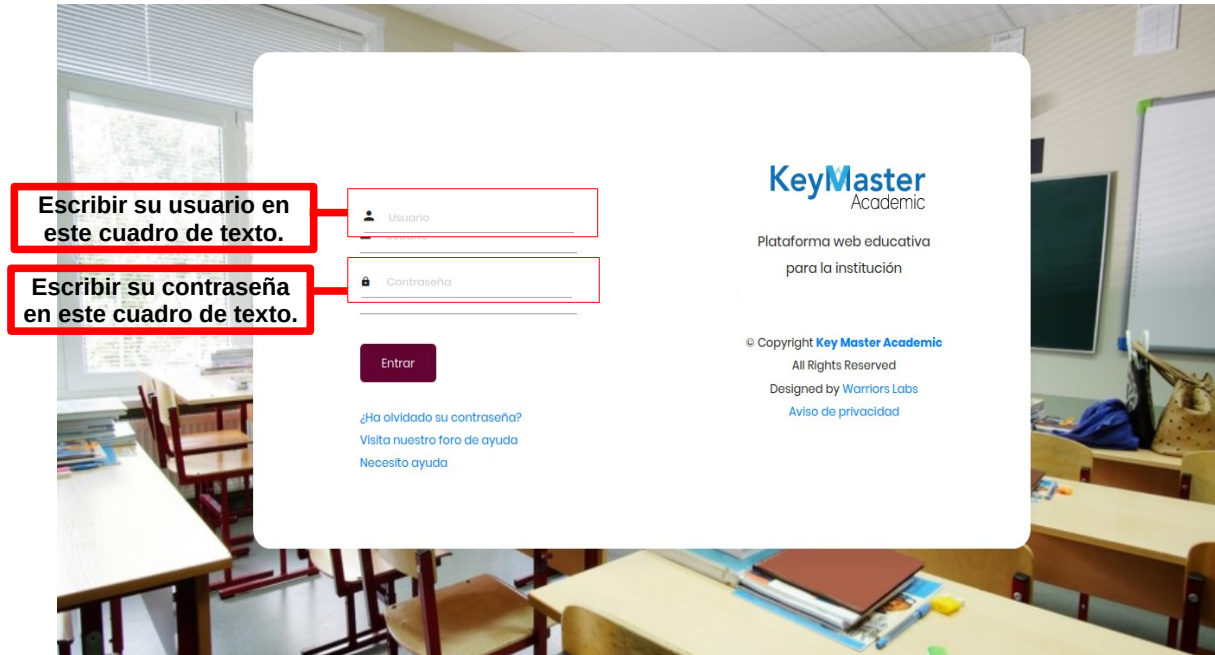 KeyMaster
Academic
Escribir su usuario en
este cuadro de texto.
Usuario
Plataforma web educativa
para la institución
Escribir su contraseña
en este cuadro de texto.
Contraseña
Entrar
© Copyright Key Master Academic
All Rights Reserved
Designed by Warriors Labs
Aviso de privacidad
¿Ha olvidado su contraseña?
Visita nuestro foro de ayuda
Necesito ayuda